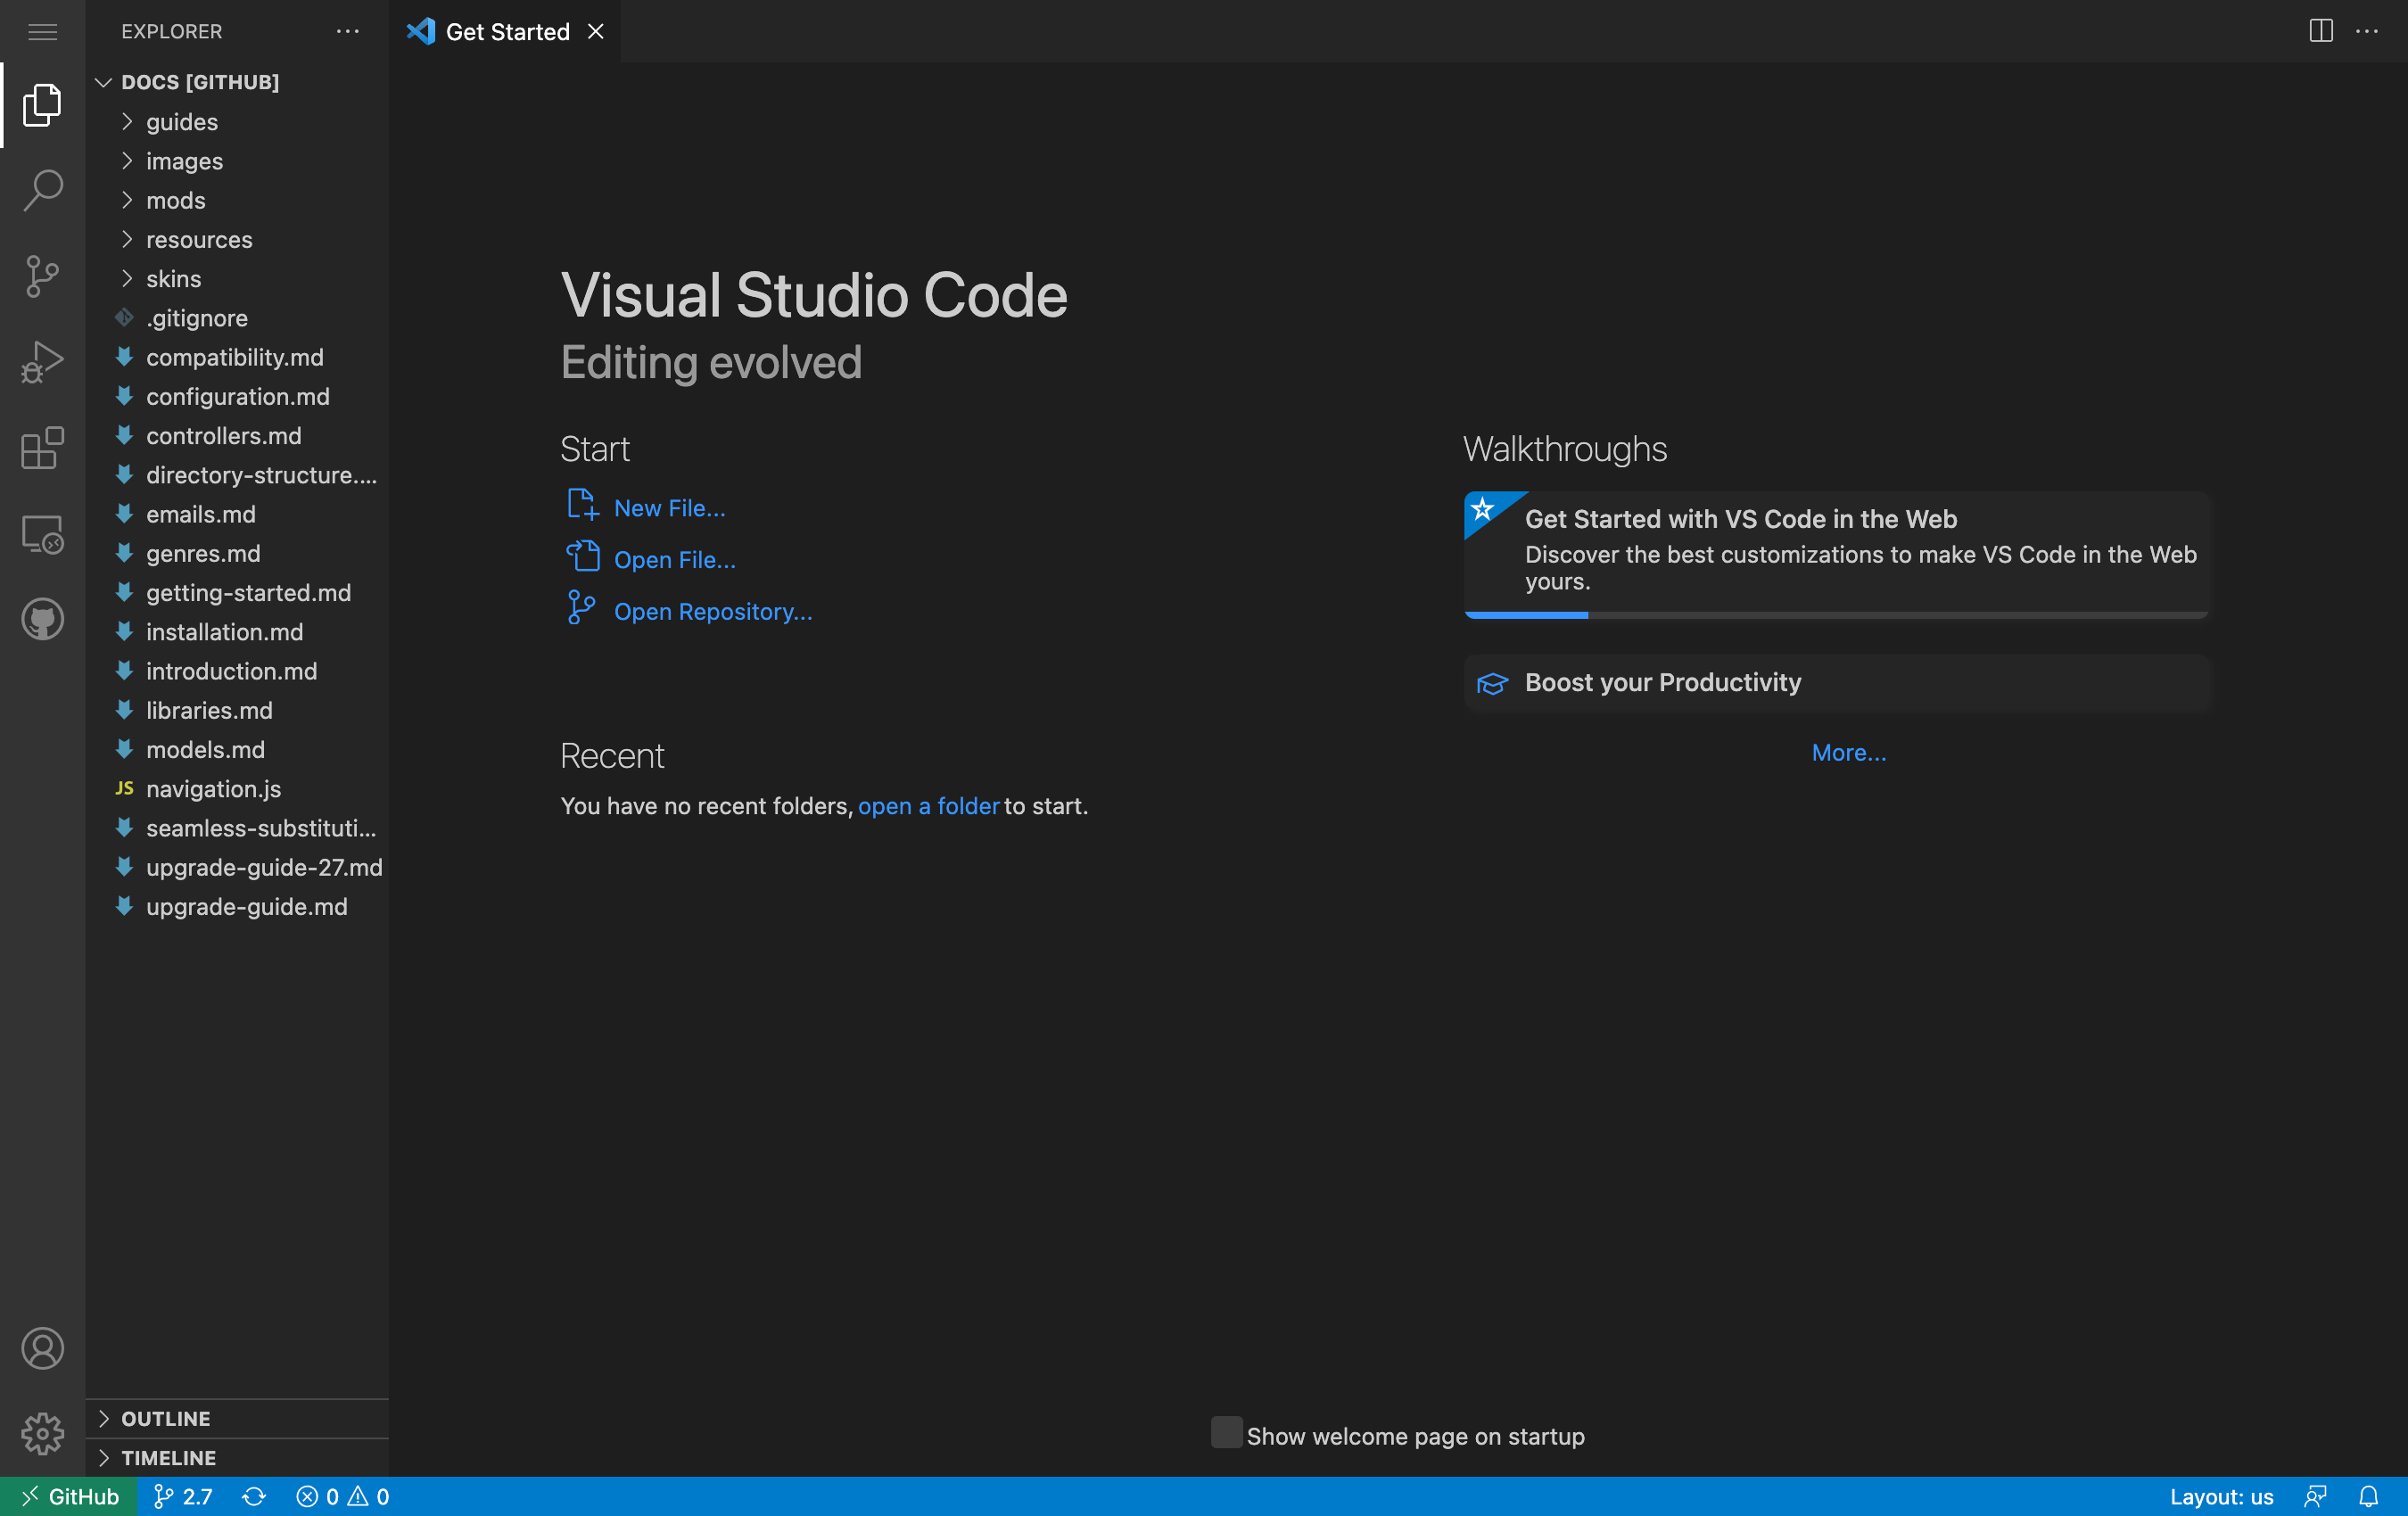 EXPLORER
Get Started
DOCS [GITHUB]
guides
images
mods
resources
skins
.gitignore
compatibility.md
configuration.md
controllers.md
directory-structure....
emails.md
genres.md
getting-started.md
installation.md
introduction.md
libraries.md
models.md
JS navigation.js
seamless-substituti...
upgrade-guide-27.md
upgrade-guide.md
OUTLINE
TIMELINE
Visual Studio Code
Editing evolved
Start
New File...
Open File...
Open Repository...
Recent
You have no recent folders, open a folder to start.
Walkthroughs
Get Started with VS Code in the Web
Discover the best customizations to make VS Code in the Web
yours.
Boost your Productivity
More...
Show welcome page on startup
GitHub 2.7 0 0 Layout: us